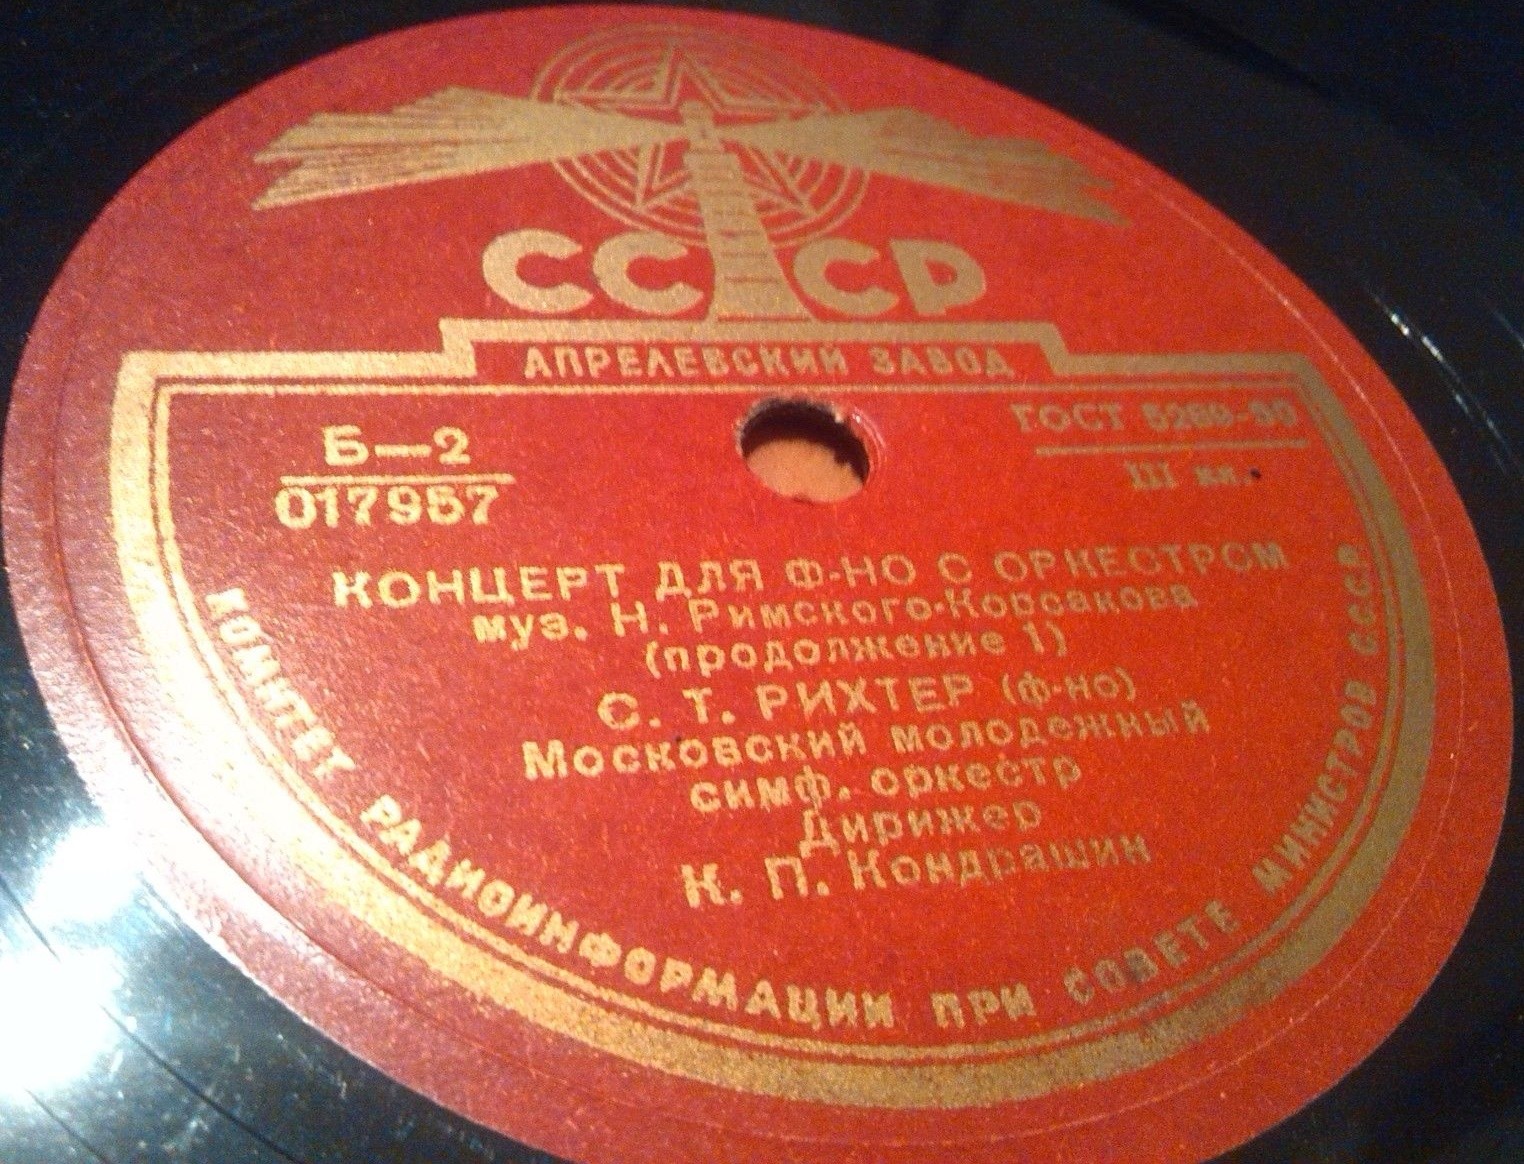 СССР
АПРЕЛЕВСКИЙ ЗАВОД
Б—2
017957
ГОСТ 5289-50
III кл.
КОНЦЕРТ ДЛЯ Ф-НО С ОРКЕСТРОМ
муз. Н. Римского-Корсакова
(продолжение 1)
С. Т. РИХТЕР (ф-но)
Московский молодежный
симф. оркестр
Дирижер
К. П. Кондрашин
КОМИТЕТ РАДИОИНФОРМАЦИИ ПРИ СОВЕТЕ МИНИСТРОВ СССР